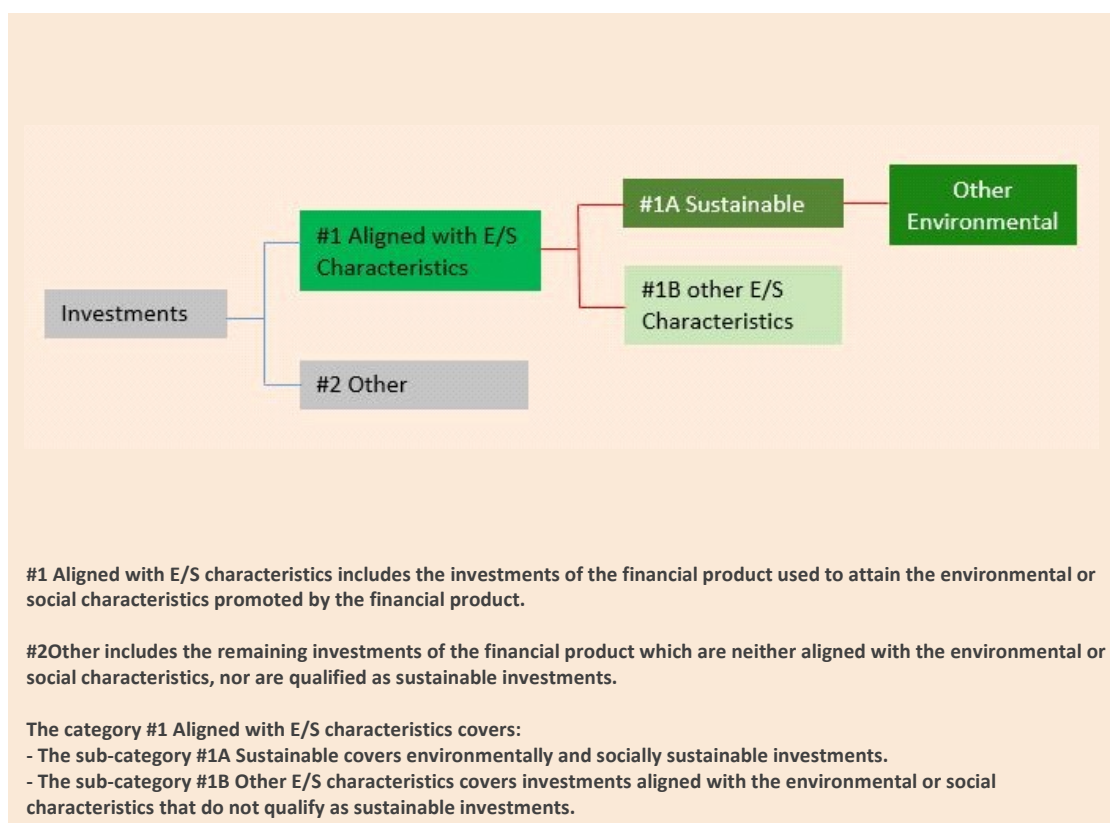 Other
Environmental
#1A Sustainable
#1 Aligned with E/S
Characteristics
#1B other E/S
Characteristics
Investments
#2 Other
#1 Aligned with E/S characteristics includes the investments of the financial product used to attain the environmental or
social characteristics promoted by the financial product.
#2Other includes the remaining investments of the financial product which are neither aligned with the environmental or
social characteristics, nor are qualified as sustainable investments.
The category #1 Aligned with E/S characteristics covers:
- The sub-category #1A Sustainable covers environmentally and socially sustainable investments.
- The sub-category #1B Other E/S characteristics covers investments aligned with the environmental or social
characteristics that do not qualify as sustainable investments.